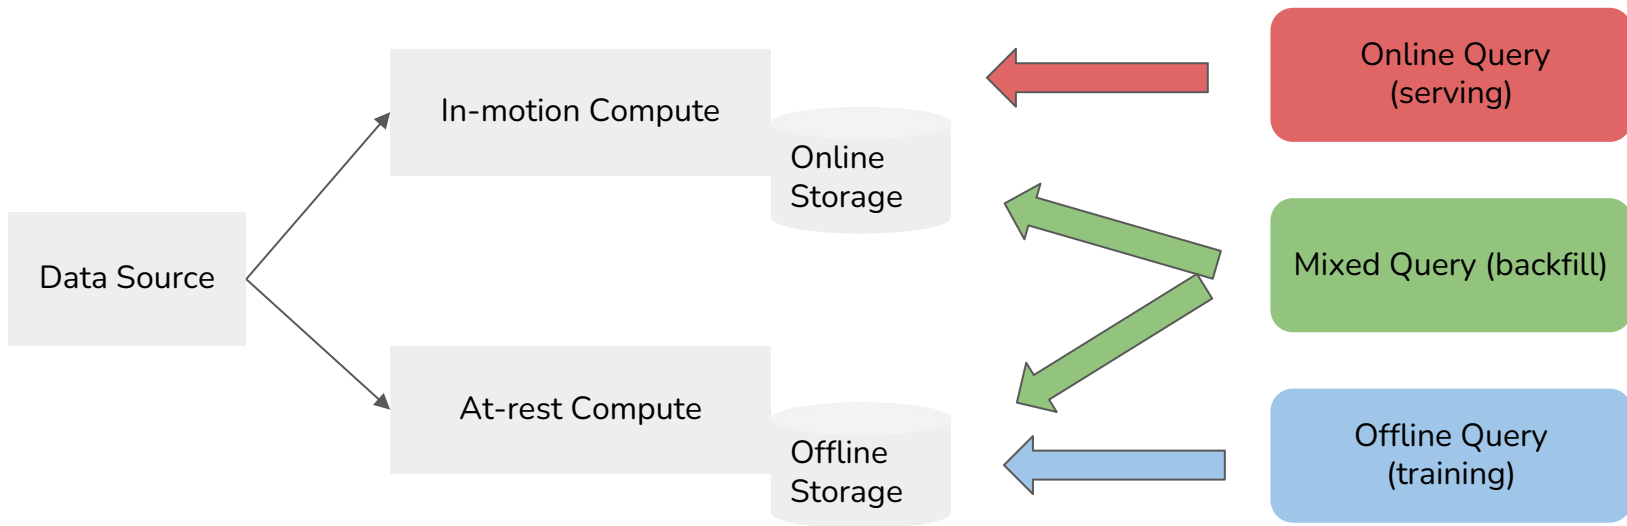 Data Source
In-motion Compute
Online
Storage
At-rest Compute
Offline
Storage
Online Query
(serving)
Mixed Query (backfill)
Offline Query
(training)